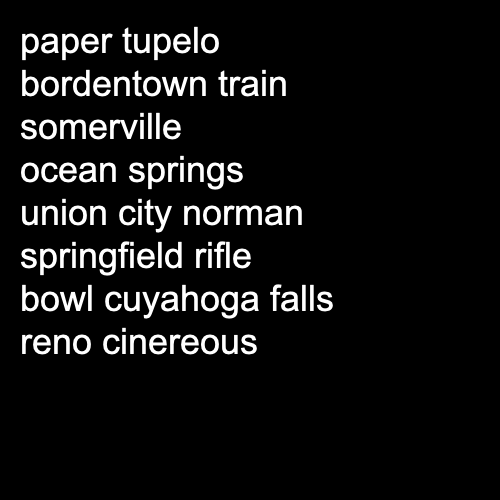 paper tupelo
bordentown train
somerville
ocean springs
union city norman
springfield rifle
bowl cuyahoga falls
reno cinereous